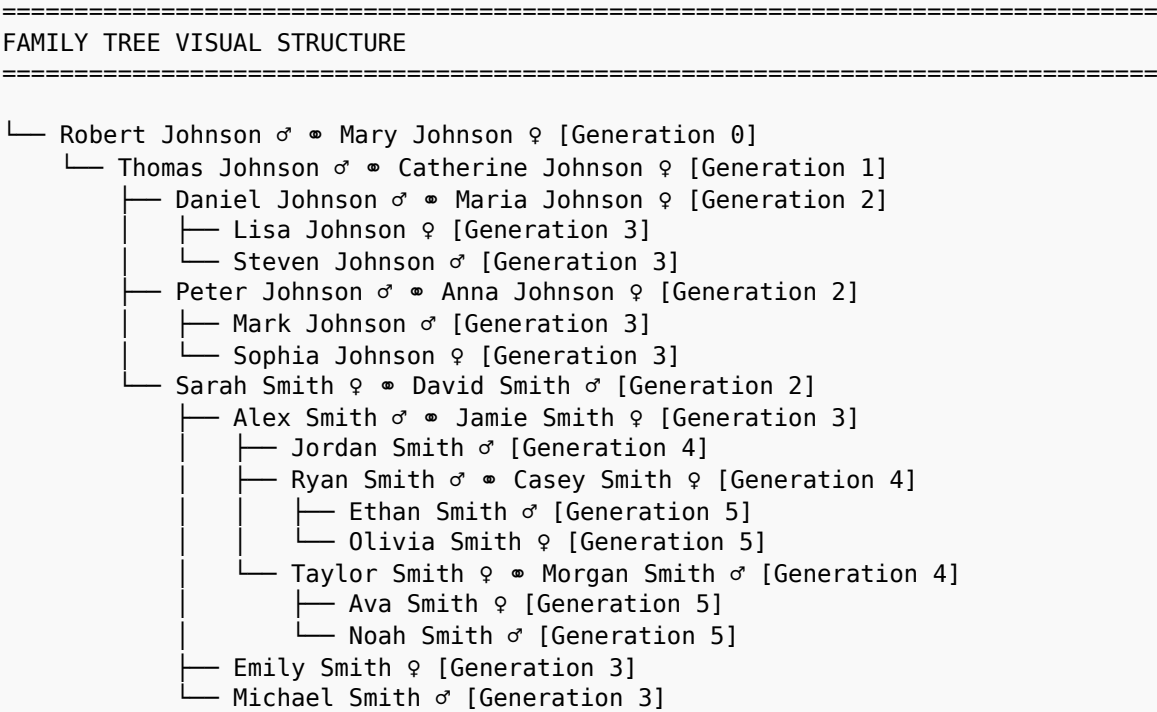 ================================================================================
FAMILY TREE VISUAL STRUCTURE
================================================================================
└── Robert Johnson ♂ ⚭ Mary Johnson ♀ [Generation 0]
    └── Thomas Johnson ♂ ⚭ Catherine Johnson ♀ [Generation 1]
        ├── Daniel Johnson ♂ ⚭ Maria Johnson ♀ [Generation 2]
        │   ├── Lisa Johnson ♀ [Generation 3]
        │   └── Steven Johnson ♂ [Generation 3]
        ├── Peter Johnson ♂ ⚭ Anna Johnson ♀ [Generation 2]
        │   ├── Mark Johnson ♂ [Generation 3]
        │   └── Sophia Johnson ♀ [Generation 3]
        └── Sarah Smith ♀ ⚭ David Smith ♂ [Generation 2]
            ├── Alex Smith ♂ ⚭ Jamie Smith ♀ [Generation 3]
            │   ├── Jordan Smith ♂ [Generation 4]
            │   ├── Ryan Smith ♂ ⚭ Casey Smith ♀ [Generation 4]
            │   │   ├── Ethan Smith ♂ [Generation 5]
            │   │   └── Olivia Smith ♀ [Generation 5]
            │   └── Taylor Smith ♀ ⚭ Morgan Smith ♂ [Generation 4]
            │       ├── Ava Smith ♀ [Generation 5]
            │       └── Noah Smith ♂ [Generation 5]
            ├── Emily Smith ♀ [Generation 3]
            └── Michael Smith ♂ [Generation 3]